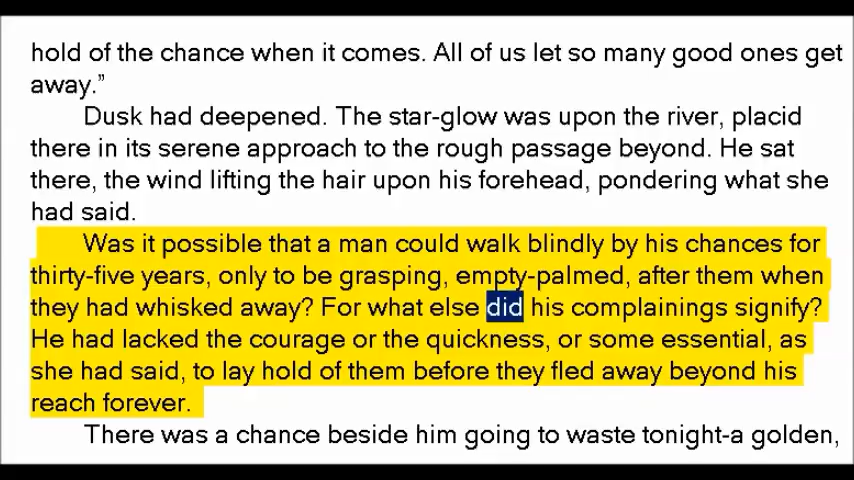 hold of the chance when it comes. All of us let so many good ones get
away.”
Dusk had deepened. The star-glow was upon the river, placid
there in its serene approach to the rough passage beyond. He sat
there, the wind lifting the hair upon his forehead, pondering what she
had said.
Was it possible that a man could walk blindly by his chances for
thirty-five years, only to be grasping, empty-palmed, after them when
they had whisked away? For what else did his complainings signify?
He had lacked the courage or the quickness, or some essential, as
she had said, to lay hold of them before they fled away beyond his
reach forever.
There was a chance beside him going to waste tonight-a golden,